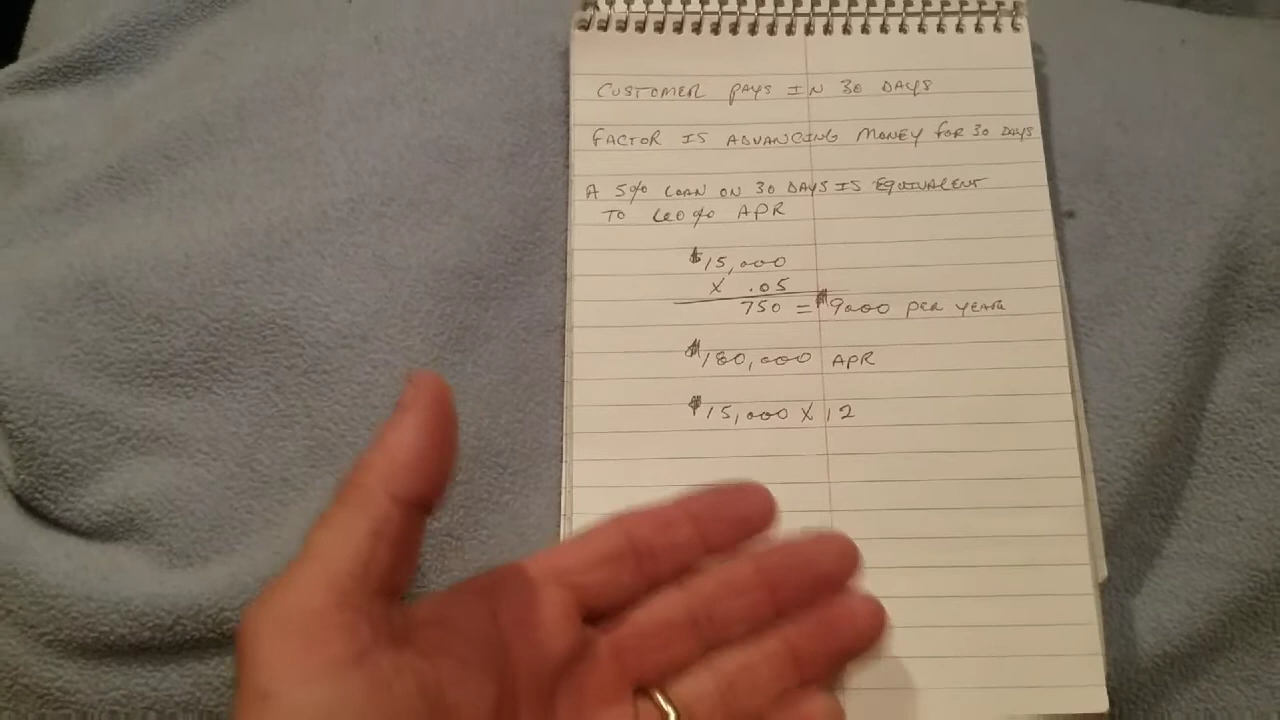 CUSTOMER PAYS IN 30 DAYS
FACTOR IS ADVANCING MONEY FOR 30 DAYS
A 5% LOAN ON 30 DAYS IS EQUIVALENT
TO 60% APR
$15,000
X .05
750 = $9000 PER YEAR
$180,000 APR
$15,000 X 12